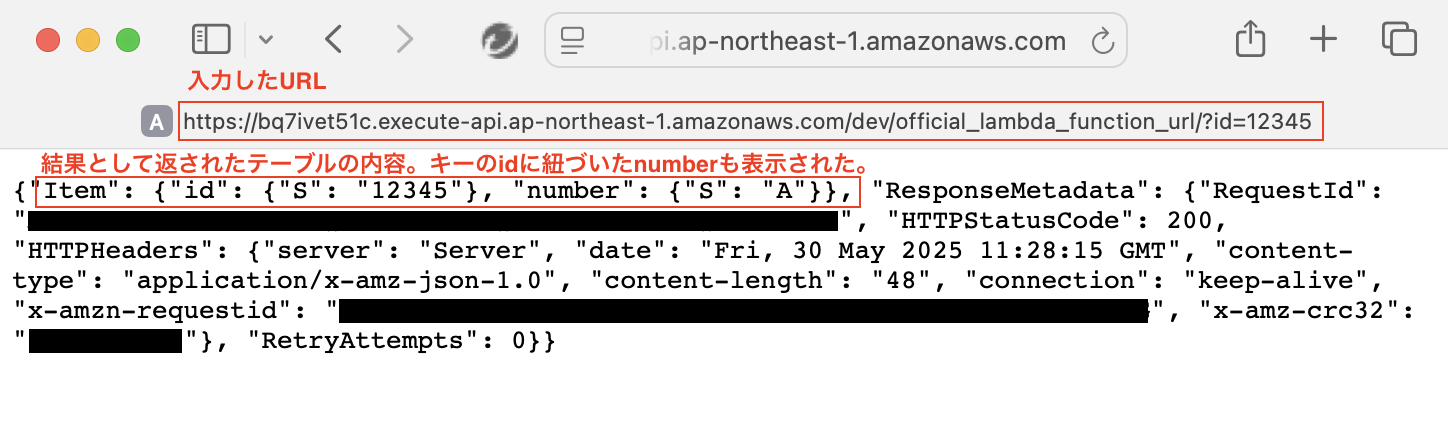 pi.ap-northeast-1.amazonaws.com
入力したURL
A https://bq7ivet51c.execute-api.ap-northeast-1.amazonaws.com/dev/official_lambda_function_url/?id=12345
結果として返されたテーブルの内容。キーのidに紐づいたnumberも表示された。
{"Item": {"id": {"S": "12345"}, "number": {"S": "A"}}, "ResponseMetadata": {"RequestId":
"", "HTTPStatusCode": 200,
"HTTPHeaders": {"server": "Server", "date": "Fri, 30 May 2025 11:28:15 GMT", "content-
type": "application/x-amz-json-1.0", "content-length": "48", "connection": "keep-alive",
"x-amzn-requestid": "", "x-amz-crc32":
""}, "RetryAttempts": 0}}